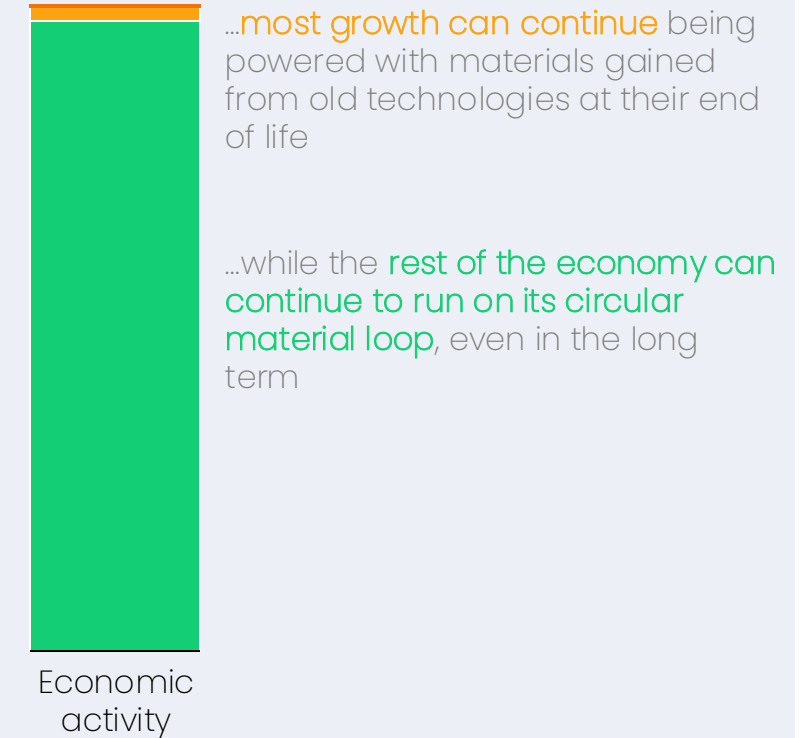 ...most growth can continue being
powered with materials gained
from old technologies at their end
of life
...while the rest of the economy can
continue to run on its circular
material loop, even in the long
term
Economic
activity